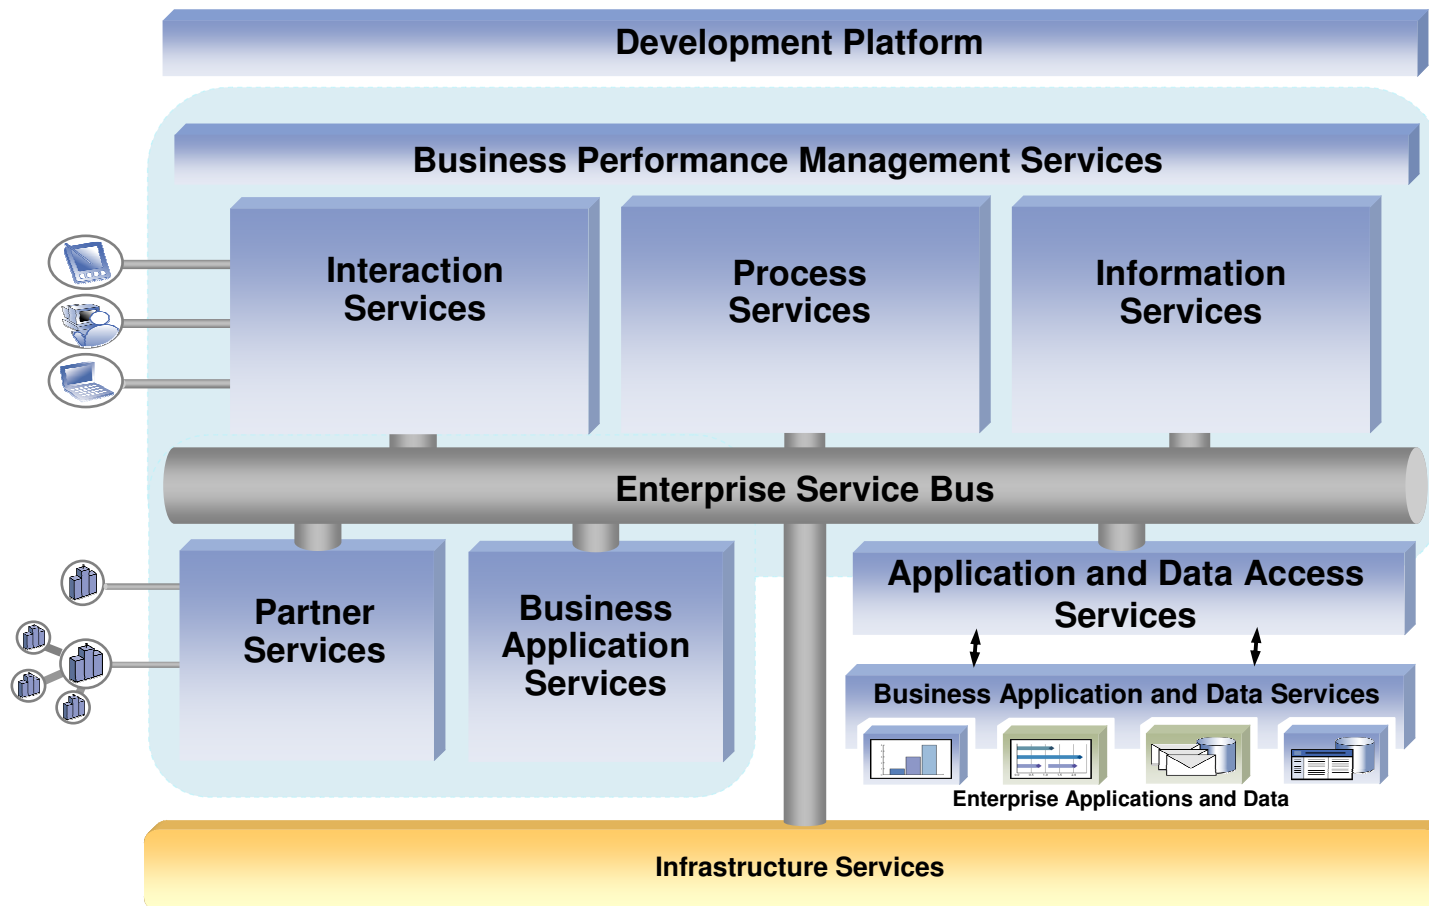 Development Platform
Business Performance Management Services
Interaction
Services
Process
Services
Information
Services
Enterprise Service Bus
Partner
Services
Business
Application
Services
Application and Data Access
Services
Business Application and Data Services
Enterprise Applications and Data
Infrastructure Services